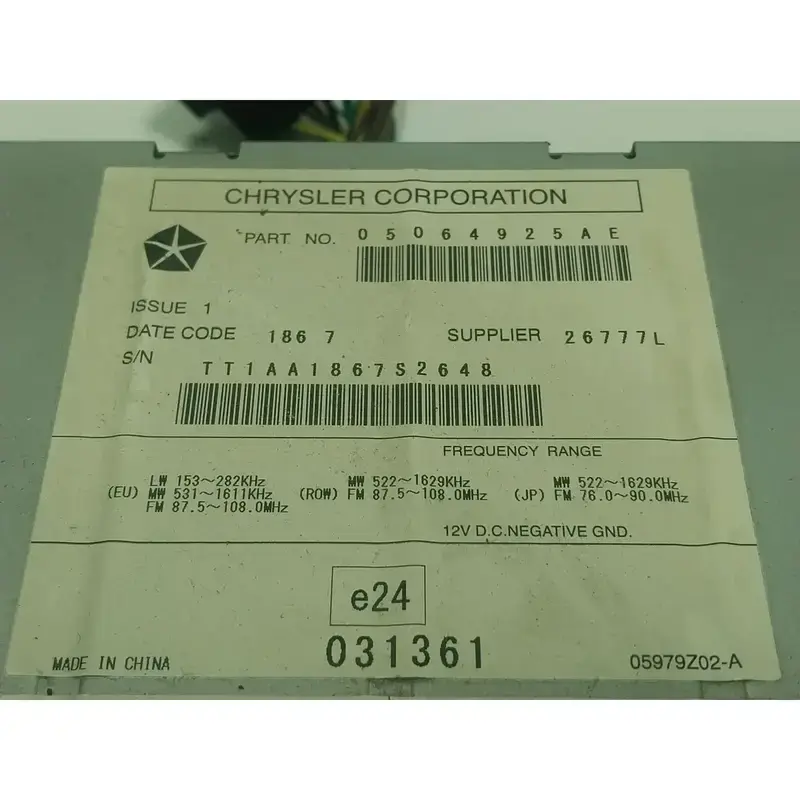 CHRYSLER CORPORATION
PART NO. 05064925AE
ISSUE 1
DATE CODE 186 7 SUPPLIER 26777L
S/N TT1AA1867S2648
FREQUENCY RANGE
(EU) LW 153～282KHz
MW 531～1611KHz
FM 87.5～108.0MHz
(ROW) MW 522～1629KHz
FM 87.5～108.0MHz
(JP) MW 522～1629KHz
FM 76.0～90.0MHz
12V D.C.NEGATIVE GND.
e24
031361
MADE IN CHINA
05979Z02-A